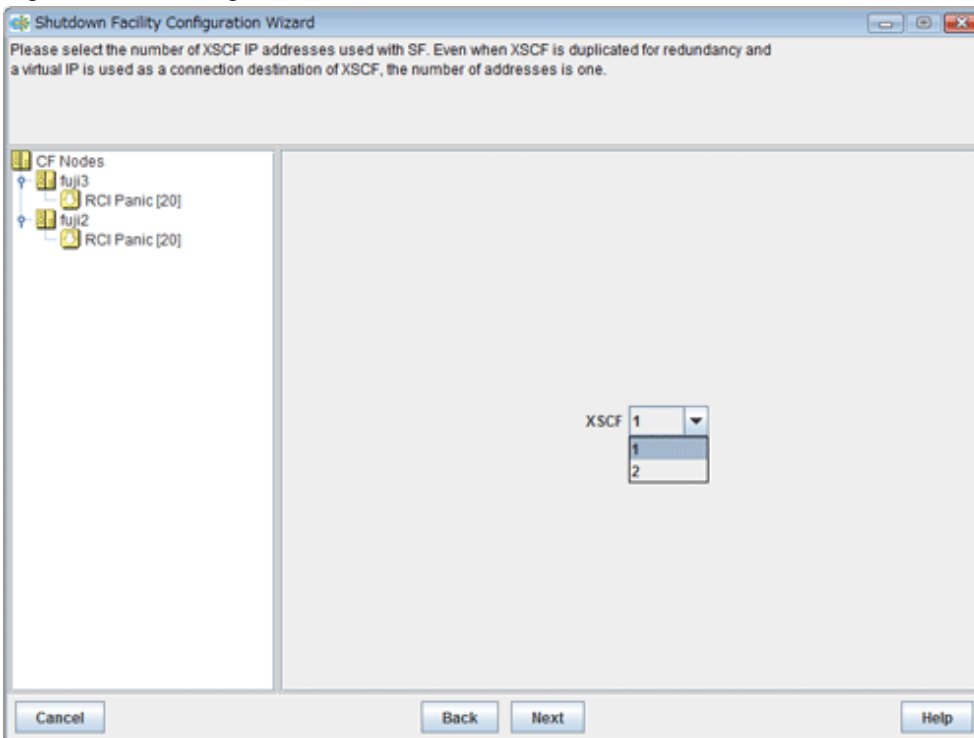 Shutdown Facility Configuration Wizard
Please select the number of XSCF IP addresses used with SF. Even when XSCF is duplicated for redundancy and
a virtual IP is used as a connection destination of XSCF, the number of addresses is one.
CF Nodes
fuji3
RCI Panic [20]
fuji2
RCI Panic [20]
XSCF 1
1
2
Cancel Back Next Help